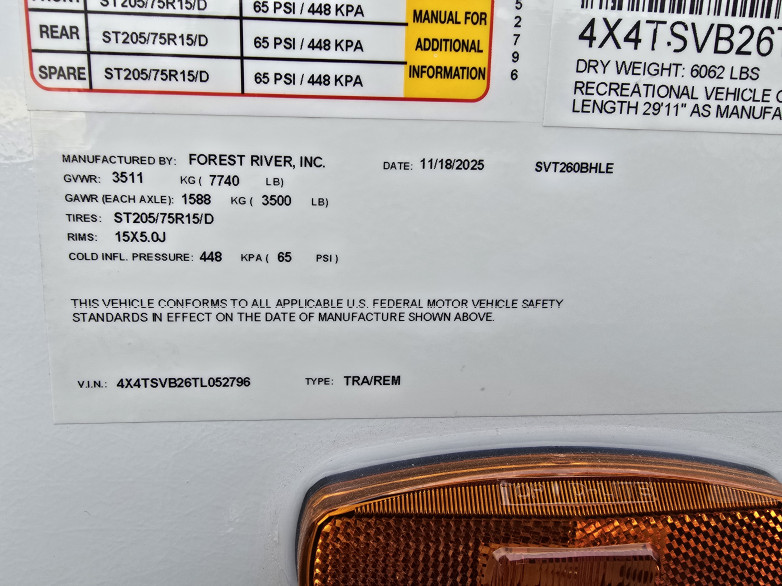 ST205/75R15/D 65 PSI / 448 KPA
MANUAL FOR
REAR ST205/75R15/D 65 PSI / 448 KPA ADDITIONAL
SPARE ST205/75R15/D 65 PSI / 448 KPA INFORMATION
5
2
7
9
6
4X4TSVB26T
DRY WEIGHT: 6062 LBS
RECREATIONAL VEHICLE
LENGTH 29'11" AS MANUFA
MANUFACTURED BY: FOREST RIVER, INC. DATE: 11/18/2025 SVT260BHLE
GVWR: 3511 KG ( 7740 LB)
GAWR (EACH AXLE): 1588 KG ( 3500 LB)
TIRES: ST205/75R15/D
RIMS: 15X5.0J
COLD INFL. PRESSURE: 448 KPA ( 65 PSI )
THIS VEHICLE CONFORMS TO ALL APPLICABLE U.S. FEDERAL MOTOR VEHICLE SAFETY
STANDARDS IN EFFECT ON THE DATE OF MANUFACTURE SHOWN ABOVE.
V.I.N.: 4X4TSVB26TL052796 TYPE: TRA/REM